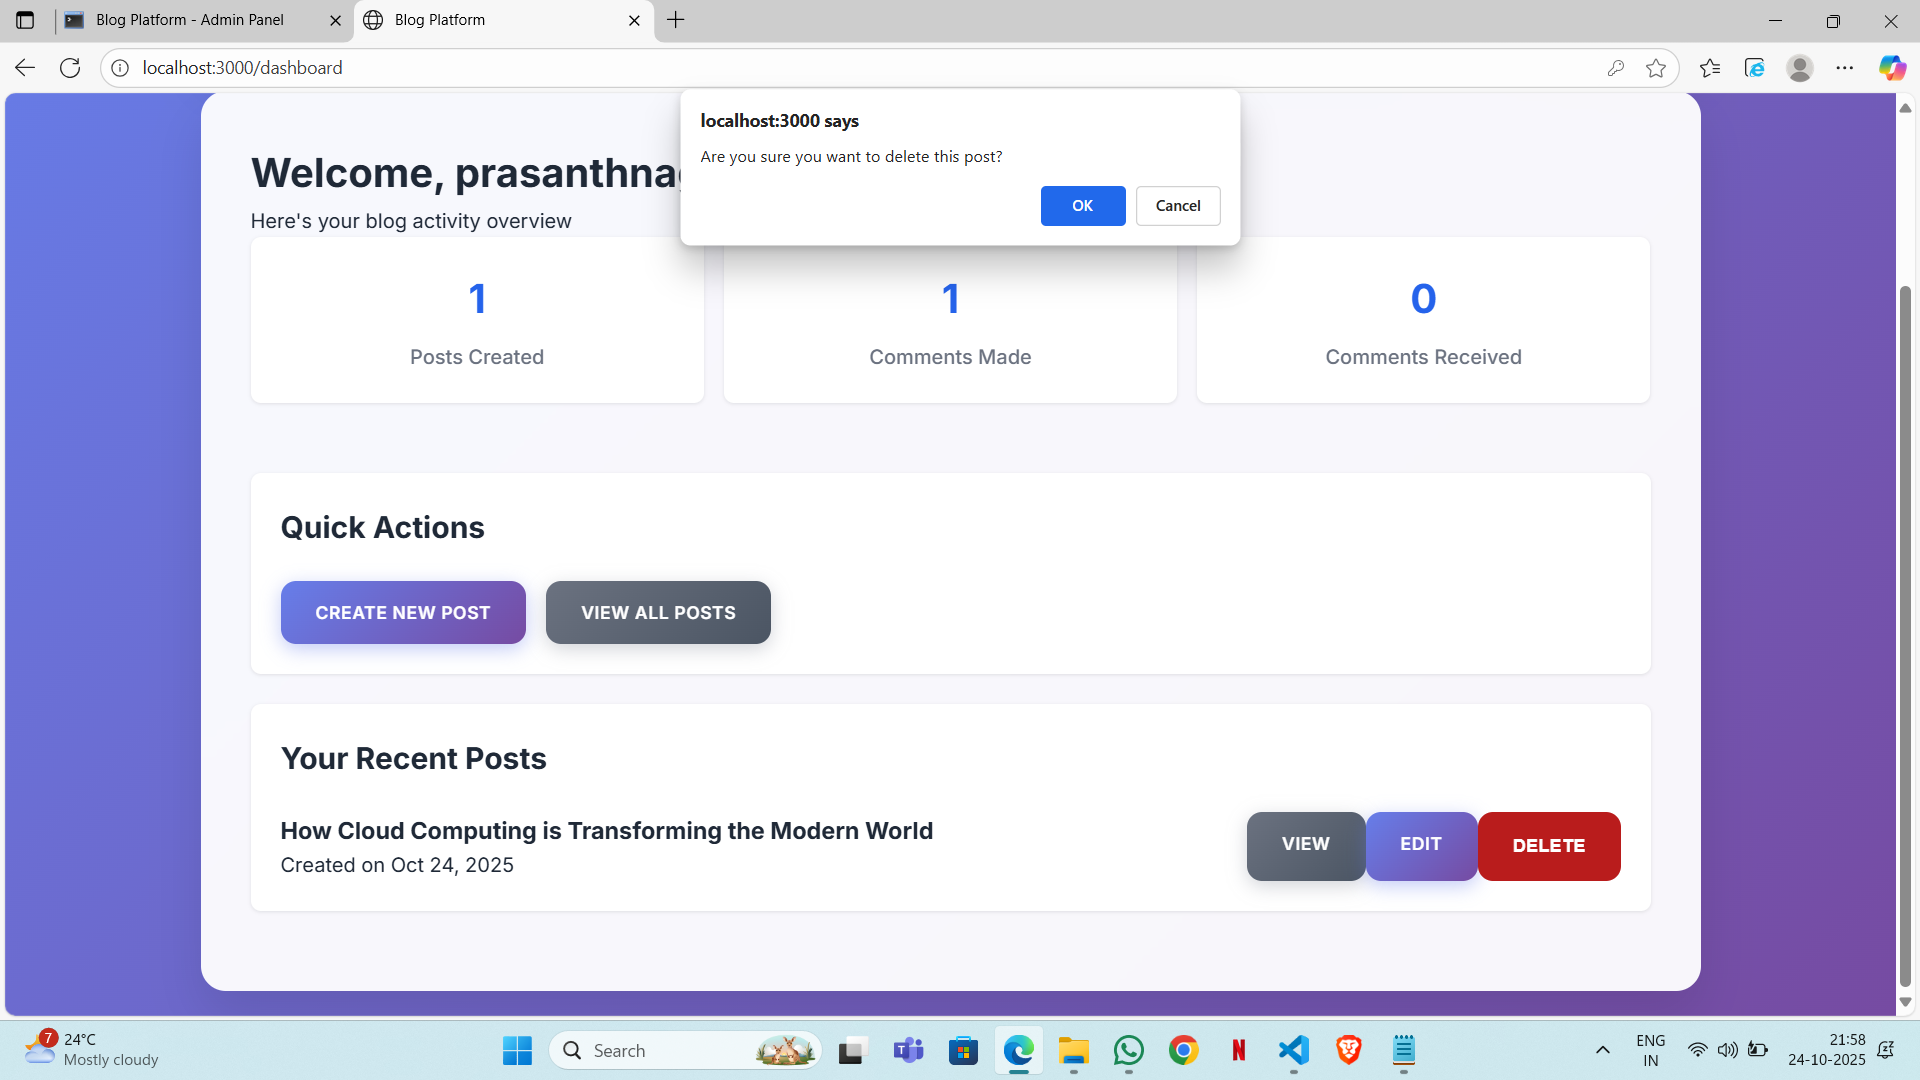 Blog Platform - Admin Panel
Blog Platform
localhost:3000/dashboard
localhost:3000 says
Are you sure you want to delete this post?
OK
Cancel
Welcome,
Here's your blog activity overview
1
Posts Created
1
Comments Made
0
Comments Received
Quick Actions
CREATE NEW POST
VIEW ALL POSTS
Your Recent Posts
How Cloud Computing is Transforming the Modern World
Created on Oct 24, 2025
VIEW
EDIT
DELETE
7
24°C
Mostly cloudy
Search
N
ENG
IN
21:58
24-10-2025